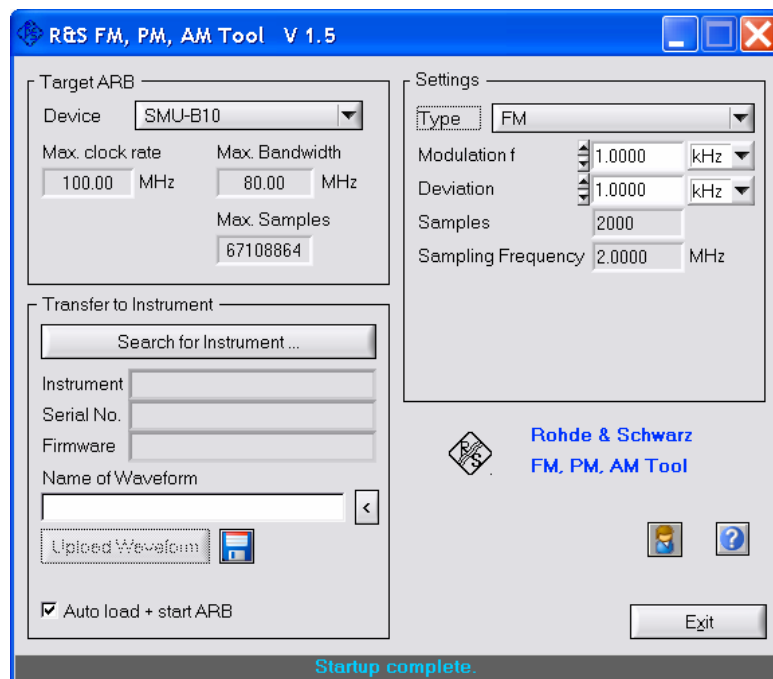 R&S FM, PM, AM Tool V 1.5
Target ARB
Device SMU-B10
Max. clock rate Max. Bandwidth
100.00 MHz 80.00 MHz
Max. Samples
67108864
Transfer to Instrument
Search for Instrument ...
Instrument
Serial No.
Firmware
Name of Waveform
<
Upload Waveform
Auto load + start ARB
Settings
Type FM
Modulation f 1.0000 kHz
Deviation 1.0000 kHz
Samples 2000
Sampling Frequency 2.0000 MHz
R S
Rohde & Schwarz
FM, PM, AM Tool
?
Exit
Startup complete.